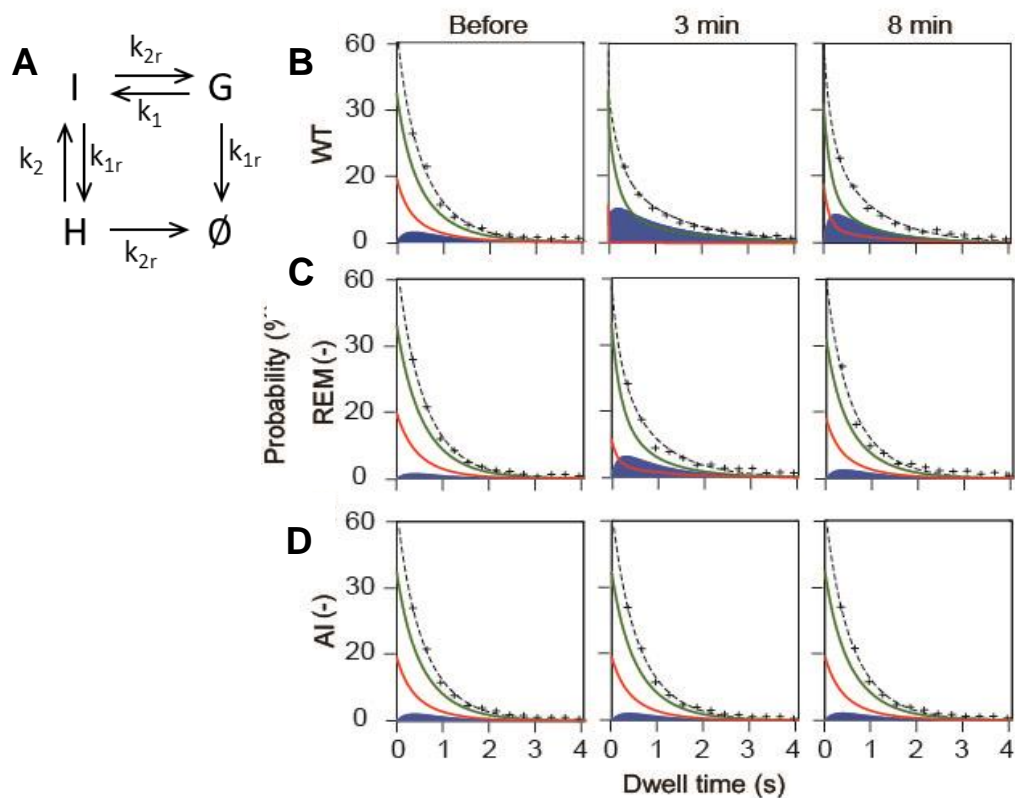 A
I
k2r
k1
G
k2
k1r
k1r
H
k2r
Ø
Before
3 min
8 min
B
WT
60
30
20
0
C
Probability (%
REM (-)
60
30
20
0
D
AI (-)
60
30
20
0
0 1 2 3 4
0 1 2 3 4
0 1 2 3 4
Dwell time (s)